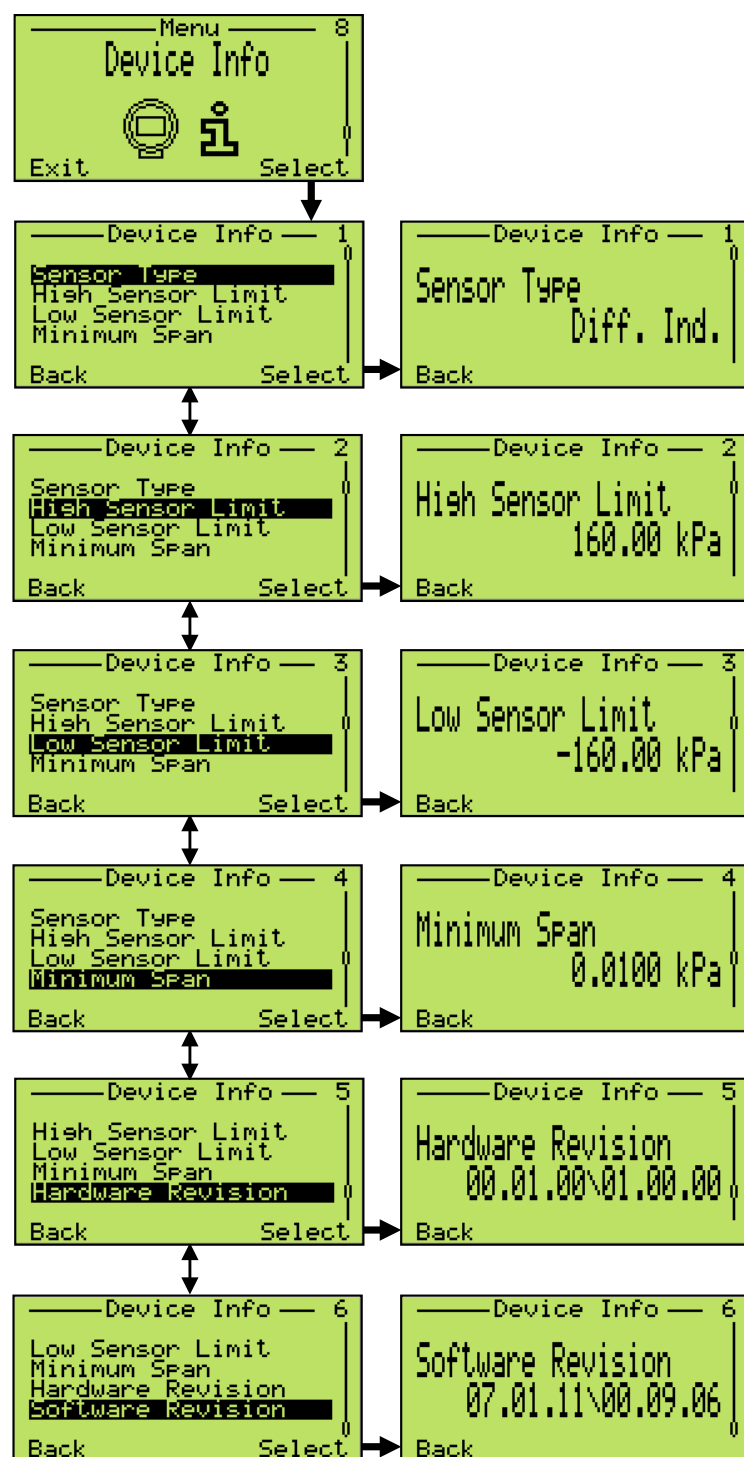 Menu 8
Device Info
Exit Select
Device Info 1
Sensor Type
High Sensor Limit
Low Sensor Limit
Minimum Span
Back Select
Device Info 1
Sensor Type
Diff. Ind.
Back
Device Info 2
Sensor Type
High Sensor Limit
Low Sensor Limit
Minimum Span
Back Select
Device Info 2
High Sensor Limit
160.00 kPa
Back
Device Info 3
Sensor Type
High Sensor Limit
Low Sensor Limit
Minimum Span
Back Select
Device Info 3
Low Sensor Limit
-160.00 kPa
Back
Device Info 4
Sensor Type
High Sensor Limit
Low Sensor Limit
Minimum Span
Back Select
Device Info 4
Minimum Span
0.0100 kPa
Back
Device Info 5
High Sensor Limit
Low Sensor Limit
Minimum Span
Hardware Revision
Back Select
Device Info 5
Hardware Revision
00.01.00\01.00.00
Back
Device Info 6
Low Sensor Limit
Minimum Span
Hardware Revision
Software Revision
Back Select
Device Info 6
Software Revision
07.01.11\00.09.06
Back